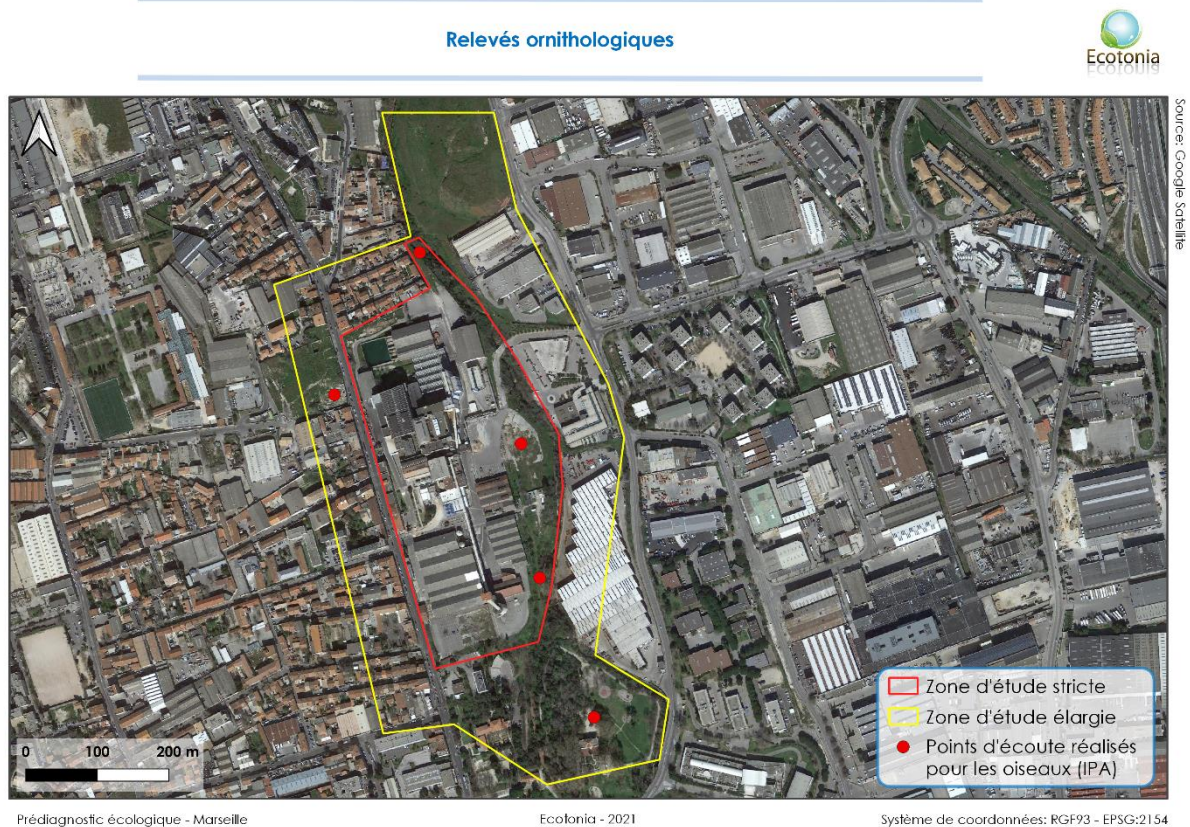 Relevés ornithologiques
Ecotonia
Source: Google Satellite
Zone d'étude stricte
Zone d'étude élargie
Points d'écoute réalisés
pour les oiseaux (IPA)
0 100 200 m
Prédiagnostic écologique - Marseille
Ecotonia - 2021
Système de coordonnées: RGF93 - EPSG:2154